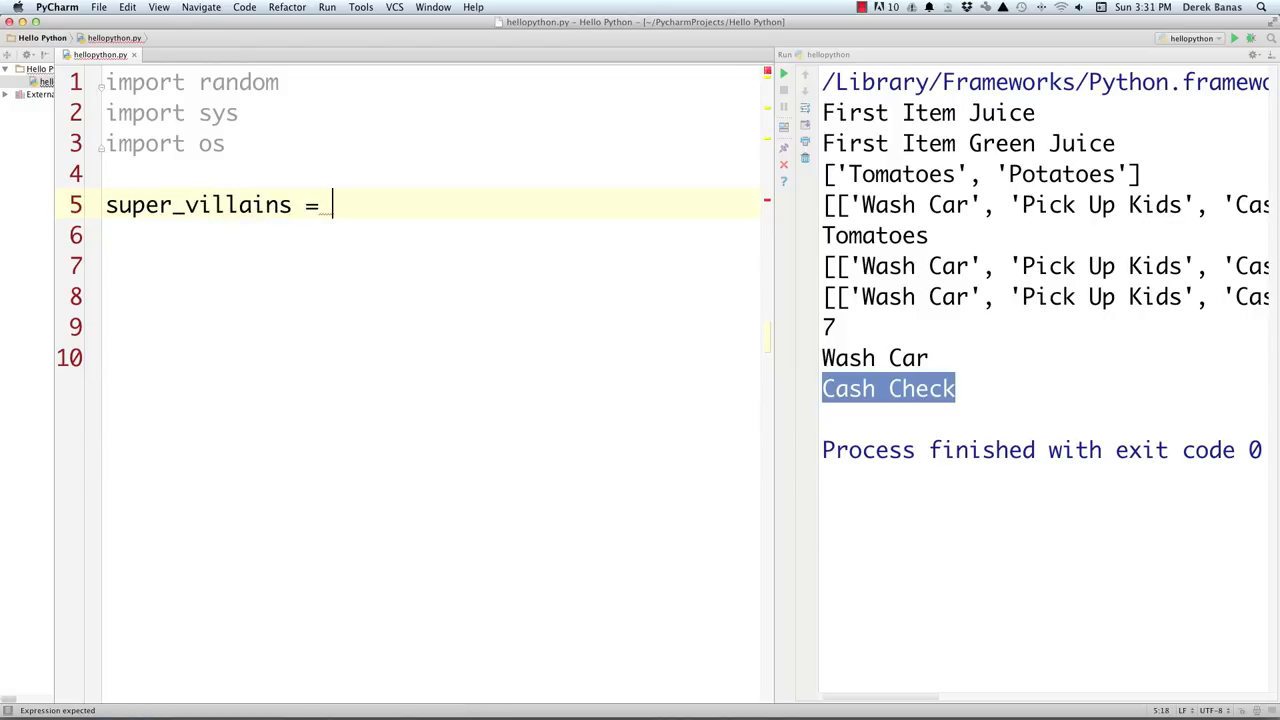 PyCharm File Edit View Navigate Code Refactor Run Tools VCS Window Help
10 Sun 3:31 PM Derek Banas
hellopython.py – Hello Python – [~/PycharmProjects/Hello Python]
Hello Python hellopython.py hellopython
hellopython.py Run hellopython
Hello P
hell
Externa
1 import random
2 import sys
3 import os
4
5 super_villains =
6
7
8
9
10
/Library/Frameworks/Python.framewo
First Item Juice
First Item Green Juice
['Tomatoes', 'Potatoes']
[['Wash Car', 'Pick Up Kids', 'Cas
Tomatoes
[['Wash Car', 'Pick Up Kids', 'Cas
[['Wash Car', 'Pick Up Kids', 'Cas
7
Wash Car
Cash Check
Process finished with exit code 0
Expression expected 5:18 LF UTF-8